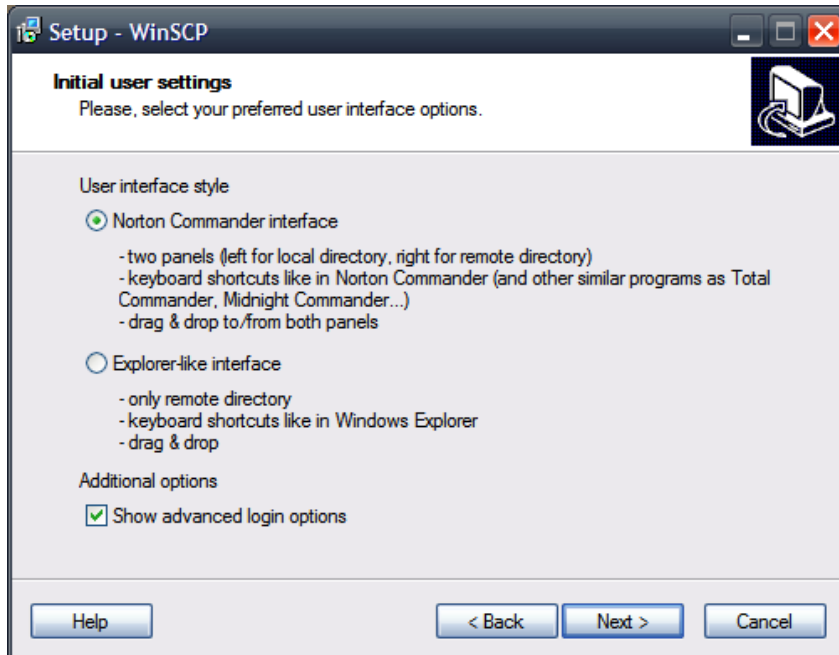 Setup - WinSCP
Initial user settings
Please, select your preferred user interface options.
User interface style
Norton Commander interface
- two panels (left for local directory, right for remote directory)
- keyboard shortcuts like in Norton Commander (and other similar programs as Total
Commander, Midnight Commander...)
- drag & drop to/from both panels
Explorer-like interface
- only remote directory
- keyboard shortcuts like in Windows Explorer
- drag & drop
Additional options
Show advanced login options
Help
< Back
Next >
Cancel